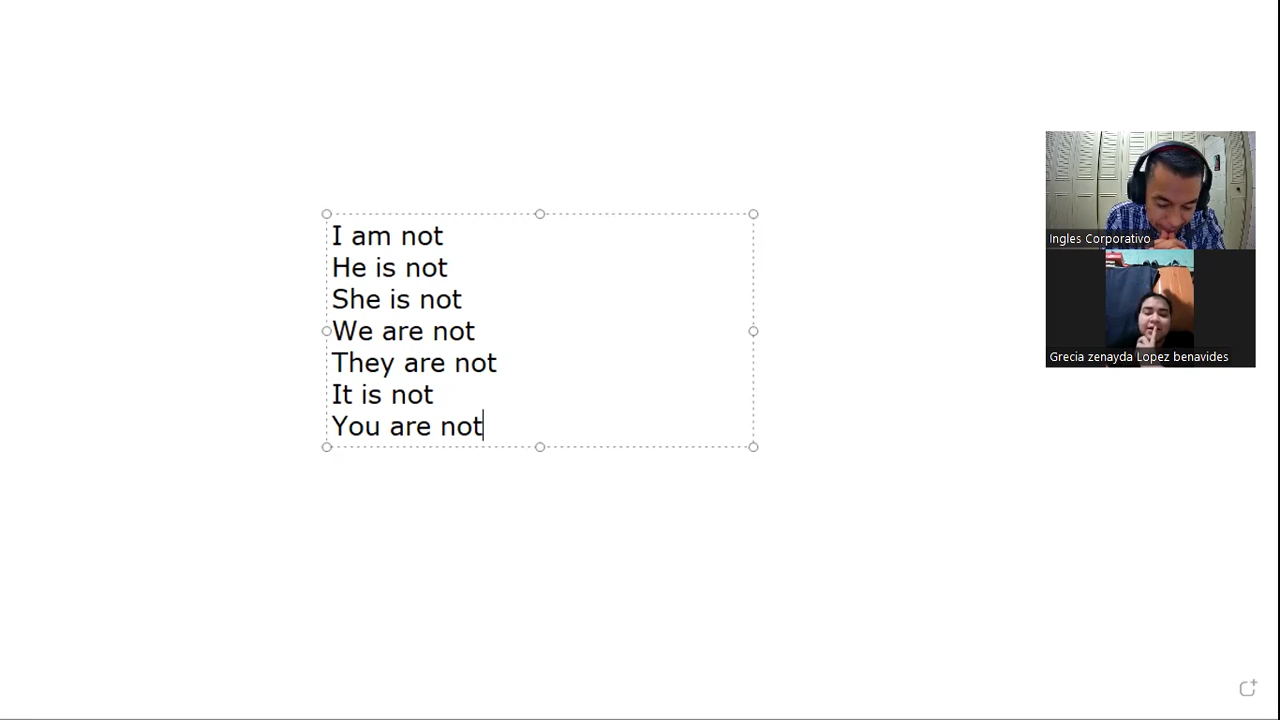 I am not
He is not
She is not
We are not
They are not
It is not
You are not
Ingles Corporativo
Grecia zenayda Lopez benavides